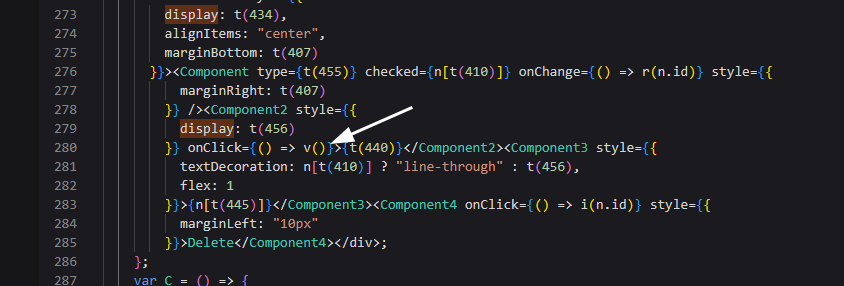 273 display: t(434),
274 alignItems: "center",
275 marginBottom: t(407)
276 }}><Component type={t(455)} checked={n[t(410)]} onChange={() => r(n.id)} style={{
277 marginRight: t(407)
278 }} /><Component2 style={{
279 display: t(456)
280 }} onClick={() => v()}>{t(440)}</Component2><Component3 style={{
281 textDecoration: n[t(410)] ? "line-through" : t(456),
282 flex: 1
283 }}>{n[t(445)]}</Component3><Component4 onClick={() => i(n.id)} style={{
284 marginLeft: "10px"
285 }}>Delete</Component4></div>;
286 };
287 var C = () => {